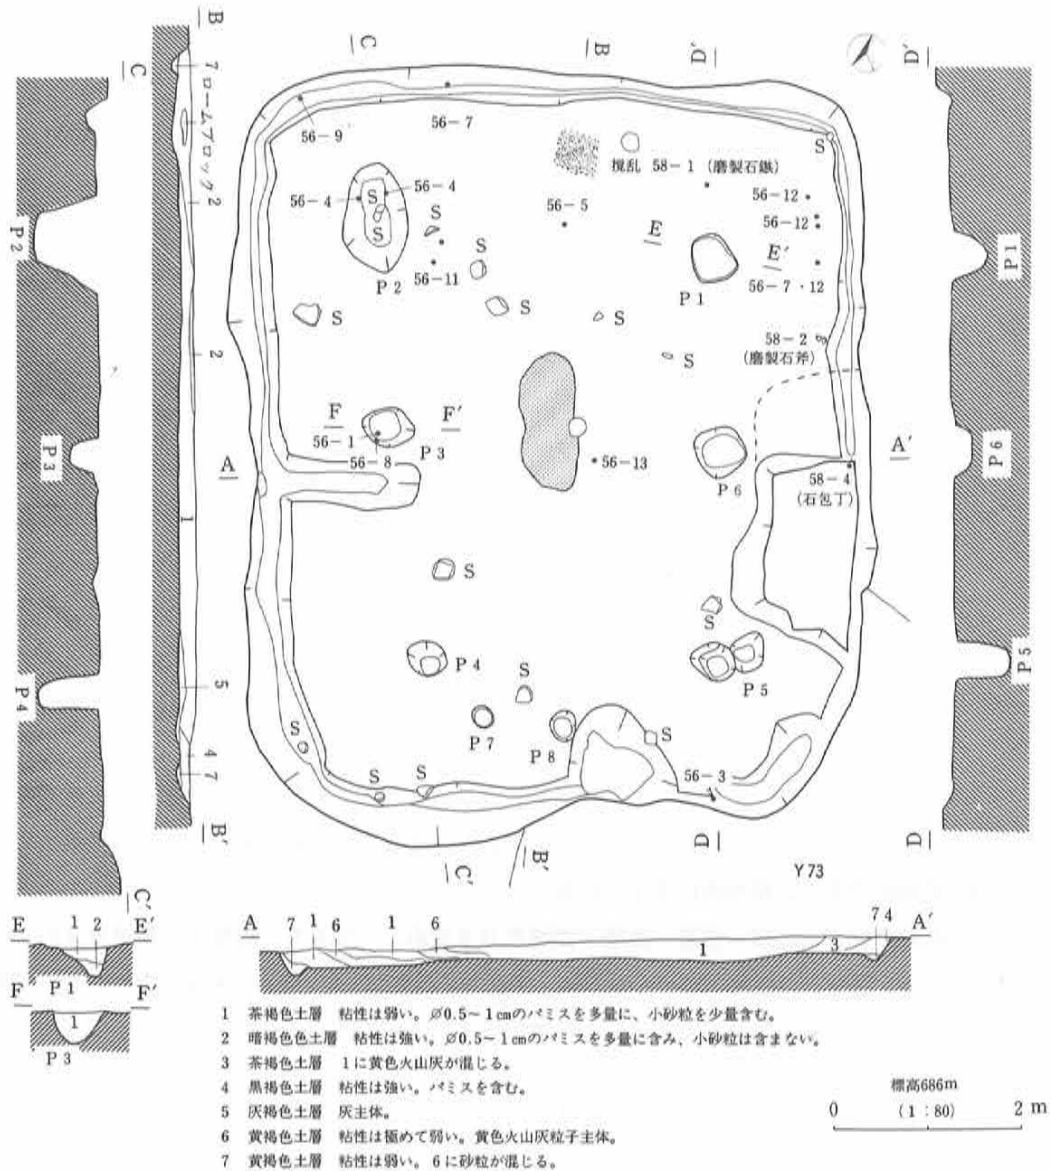 B
C
B
D'
D'
C
7 ロームブロック 2
56-9
56-7
S
攪乱
58-1 (磨製石鏃)
56-4
56-4
S
S
56-12
56-12
56-5
E
E'
P2
S
S
56-11
P2
P1
56-7・12
P1
S
S
S
58-2
(磨製石斧)
2
S
F
F'
56-1
56-8
P3
P3
A
A'
56-13
P6
P6
58-4
(石包丁)
1
S
S
P4
P5
P5
P4
5
S
P7
P8
S
S
S
S
56-3
4
7
B'
C'
B'
D
D
Y73
C'
E 1 2 E'
P1
F F'
1
P3
A 7 1 6 1 6 1 3 7 4 A'
1 茶褐色土層 粘性は弱い。∅0.5~1㎝のパミスを多量に、小砂粒を少量含む。
2 暗褐色色土層 粘性は強い。∅0.5~1㎝のパミスを多量に含み、小砂粒は含まない。
3 茶褐色土層 1に黄色火山灰が混じる。
4 黒褐色土層 粘性は強い。パミスを含む。
5 灰褐色土層 灰主体。
6 黄褐色土層 粘性は極めて弱い。黄色火山灰粒子主体。
7 黄褐色土層 粘性は弱い。6に砂粒が混じる。
標高686m
0 (1:80) 2m